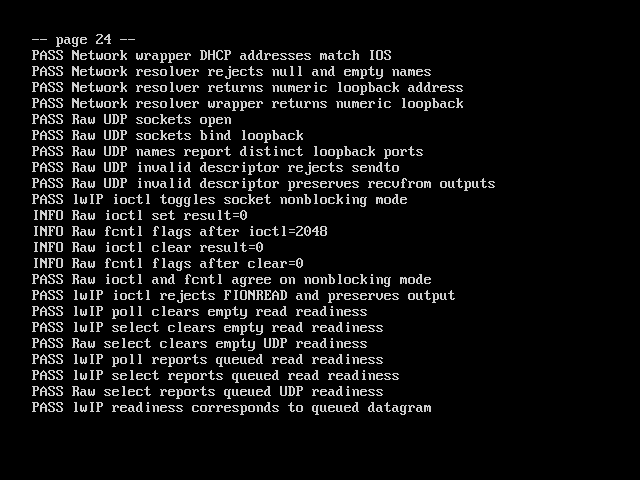 -- page 24 --
PASS Network wrapper DHCP addresses match IOS
PASS Network resolver rejects null and empty names
PASS Network resolver returns numeric loopback address
PASS Network resolver wrapper returns numeric loopback
PASS Raw UDP sockets open
PASS Raw UDP sockets bind loopback
PASS Raw UDP names report distinct loopback ports
PASS Raw UDP invalid descriptor rejects sendto
PASS Raw UDP invalid descriptor preserves recvfrom outputs
PASS lwIP ioctl toggles socket nonblocking mode
INFO Raw ioctl set result=0
INFO Raw fcntl flags after ioctl=2048
INFO Raw ioctl clear result=0
INFO Raw fcntl flags after clear=0
PASS Raw ioctl and fcntl agree on nonblocking mode
PASS lwIP ioctl rejects FIONREAD and preserves output
PASS lwIP poll clears empty read readiness
PASS lwIP select clears empty read readiness
PASS Raw select clears empty UDP readiness
PASS lwIP poll reports queued read readiness
PASS lwIP select reports queued read readiness
PASS Raw select reports queued UDP readiness
PASS lwIP readiness corresponds to queued datagram